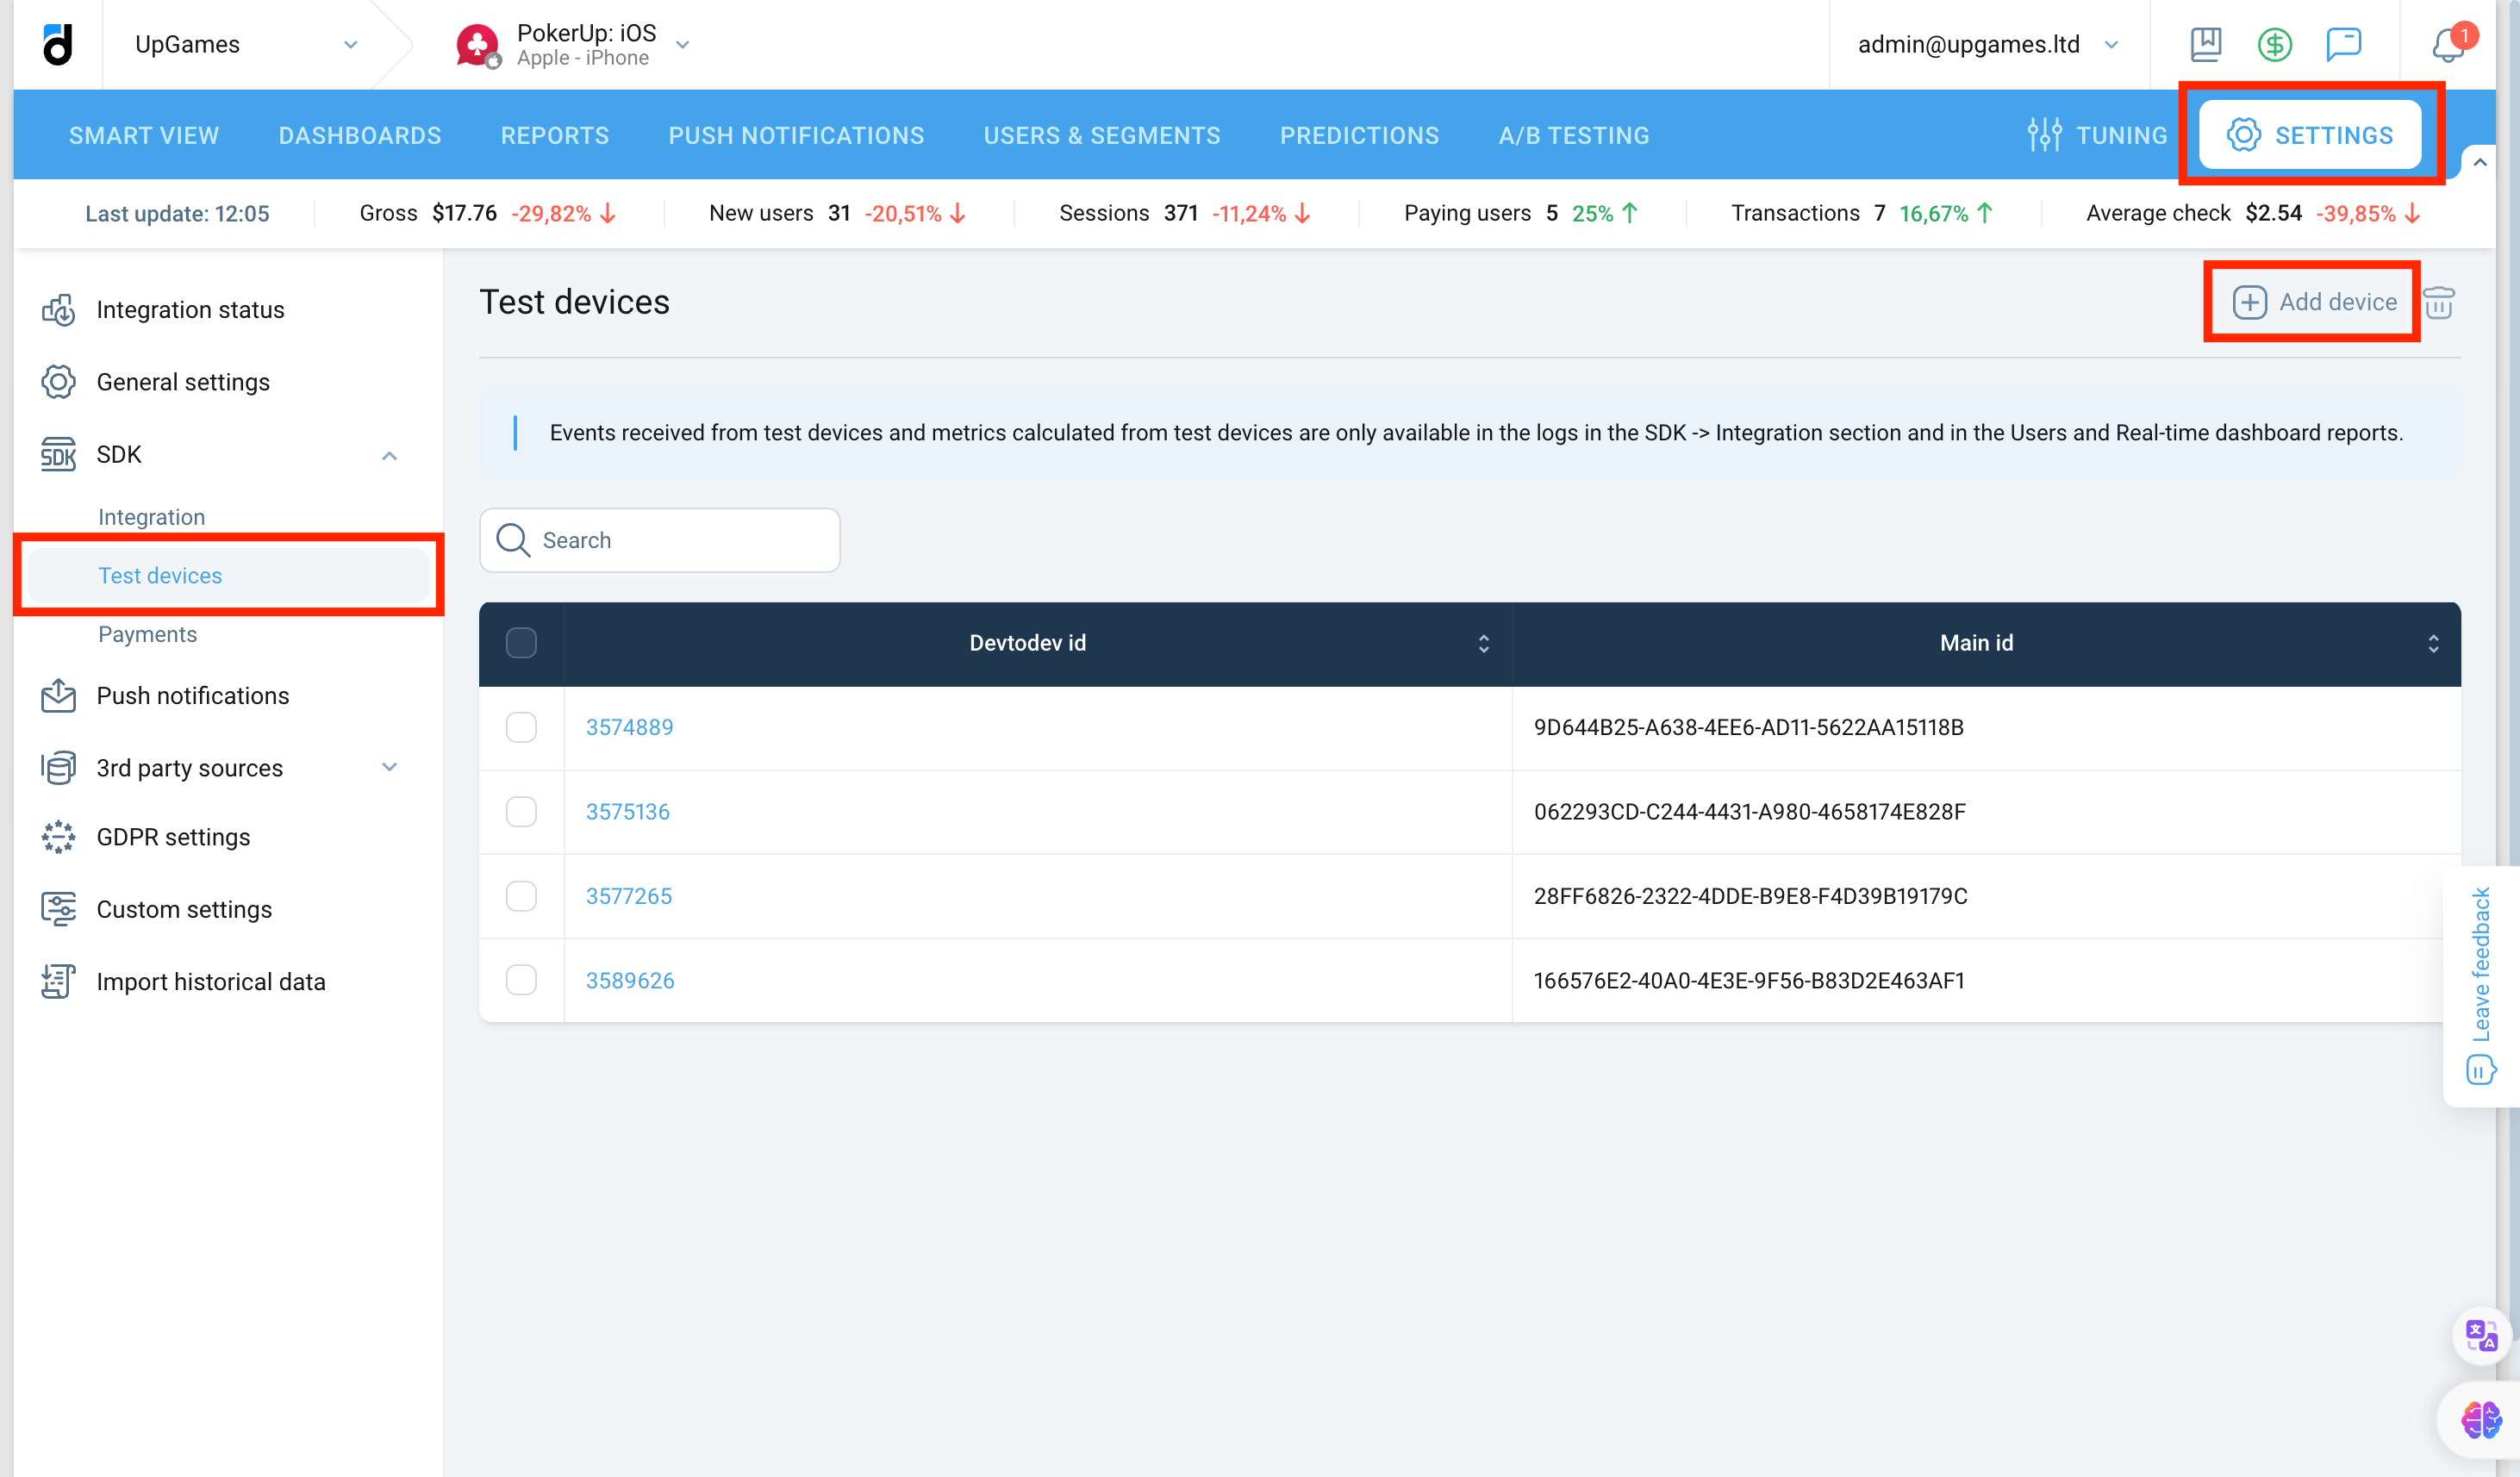 UpGames
PokerUp: iOS
Apple - iPhone
admin@upgames.ltd
1
SMART VIEW
DASHBOARDS
REPORTS
PUSH NOTIFICATIONS
USERS & SEGMENTS
PREDICTIONS
A/B TESTING
TUNING
SETTINGS
Last update: 12:05
Gross $17.76 -29,82%
New users 31 -20,51%
Sessions 371 -11,24%
Paying users 5 25%
Transactions 7 16,67%
Average check $2.54 -39,85%
Integration status
General settings
SDK
SDK
Integration
Test devices
Payments
Push notifications
3rd party sources
GDPR settings
Custom settings
Import historical data
Test devices
Add device
Events received from test devices and metrics calculated from test devices are only available in the logs in the SDK -> Integration section and in the Users and Real-time dashboard reports.
Search
Devtodev id
Main id
3574889
9D644B25-A638-4EE6-AD11-5622AA15118B
3575136
062293CD-C244-4431-A980-4658174E828F
3577265
28FF6826-2322-4DDE-B9E8-F4D39B19179C
3589626
166576E2-40A0-4E3E-9F56-B83D2E463AF1
Leave feedback